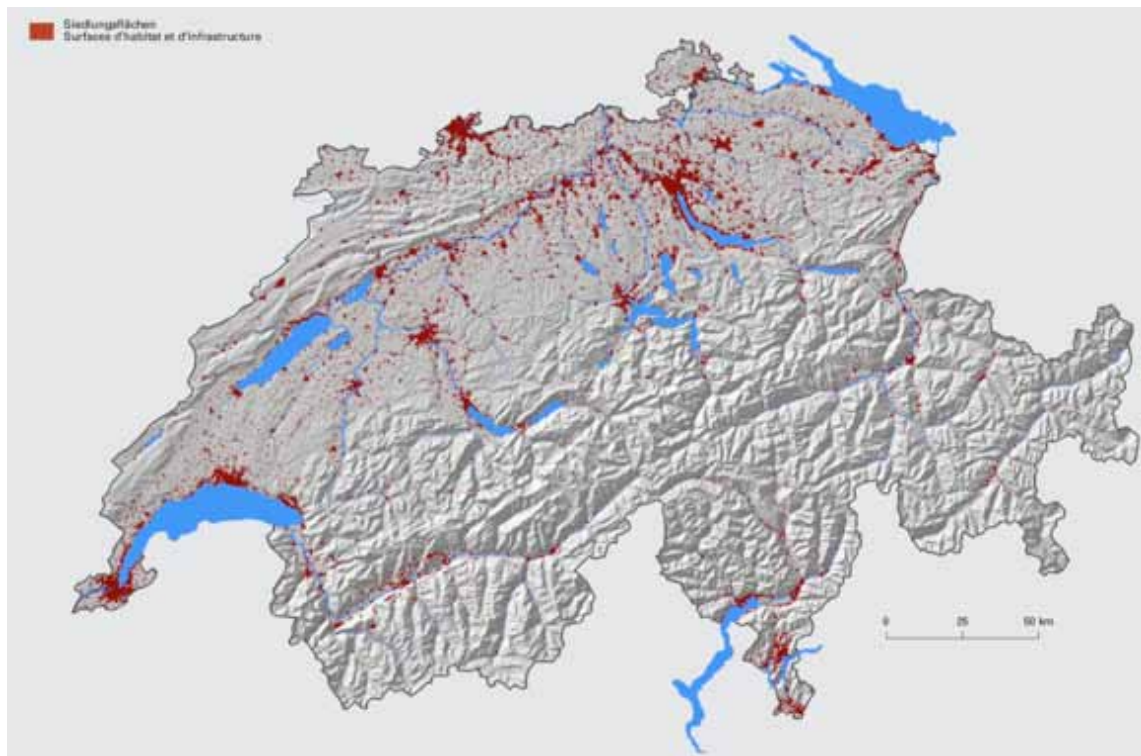 Siedlungsflächen
Surfaces d'habitat et d'infrastructure
0 25 50 km